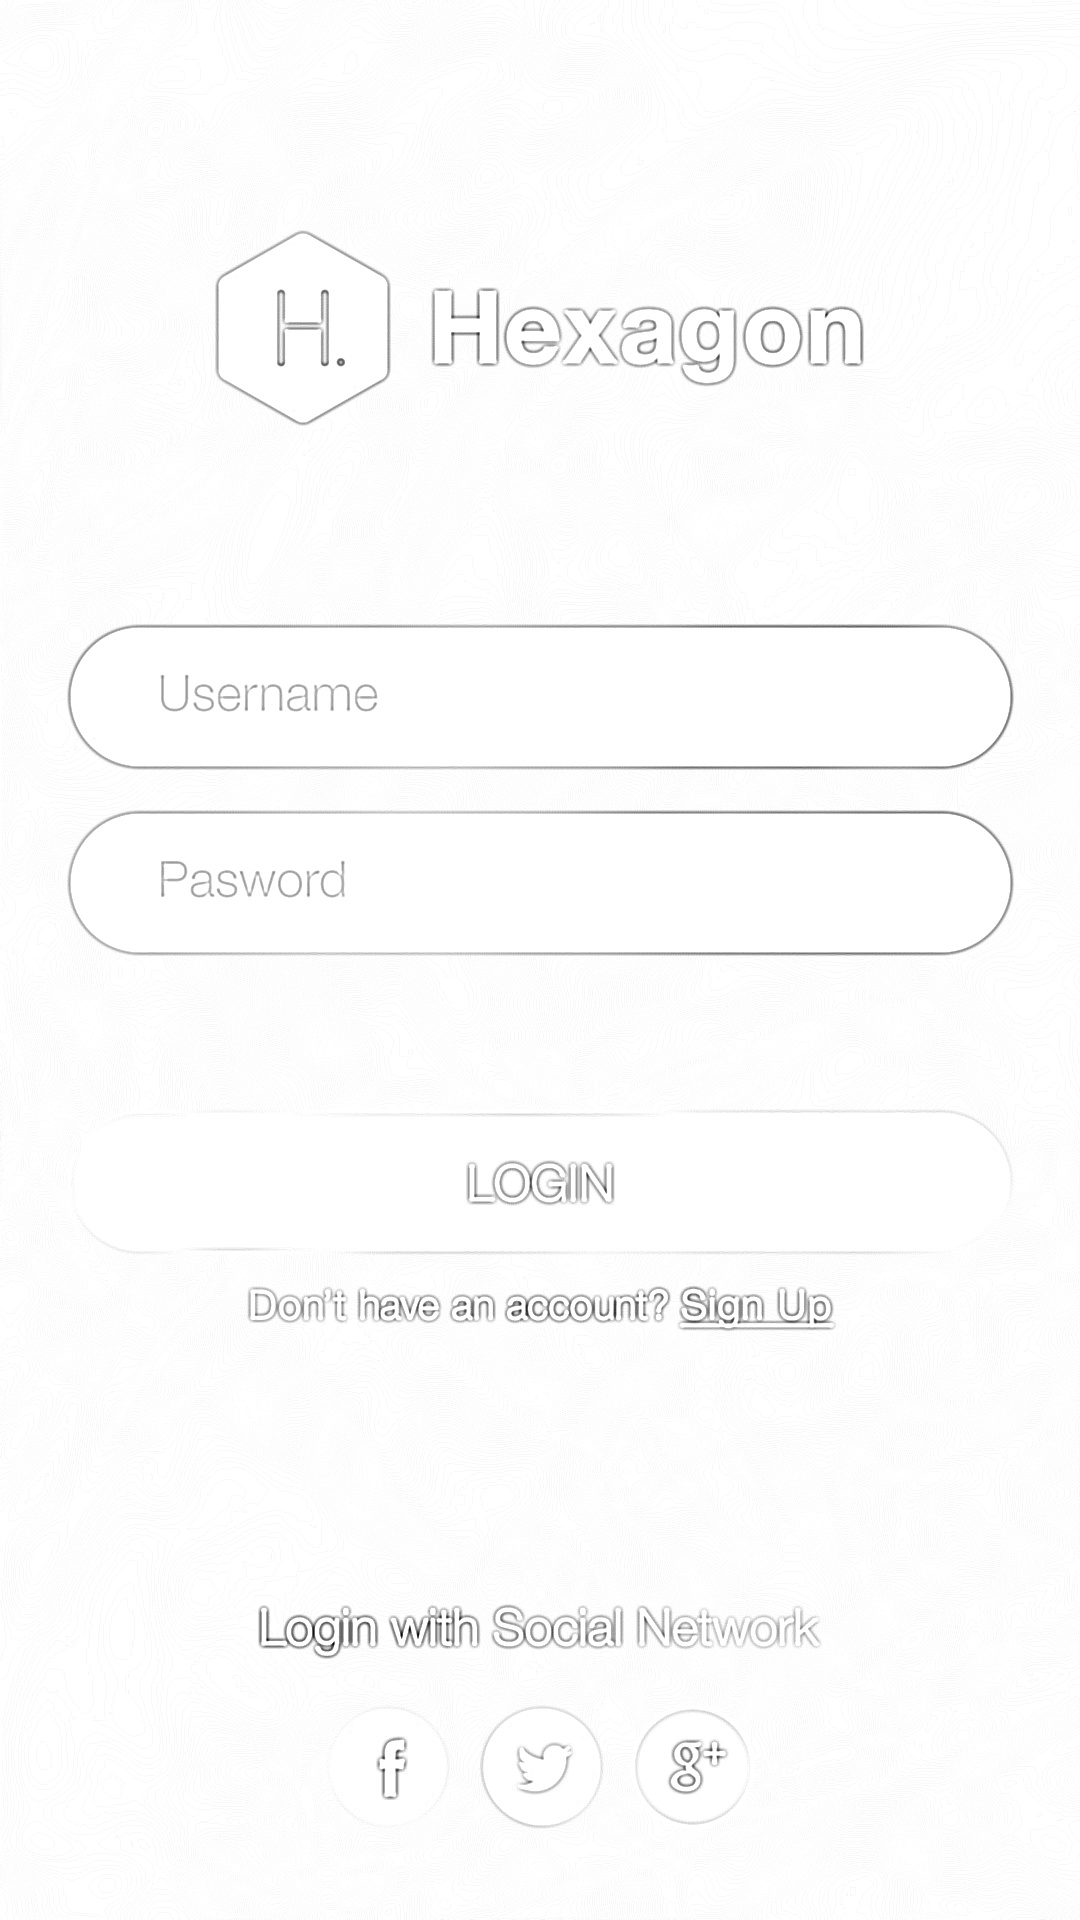 H. Hexagon
Username
Pasword
LOGIN
Don't have an account? Sign Up
Login with Social Network
f g+